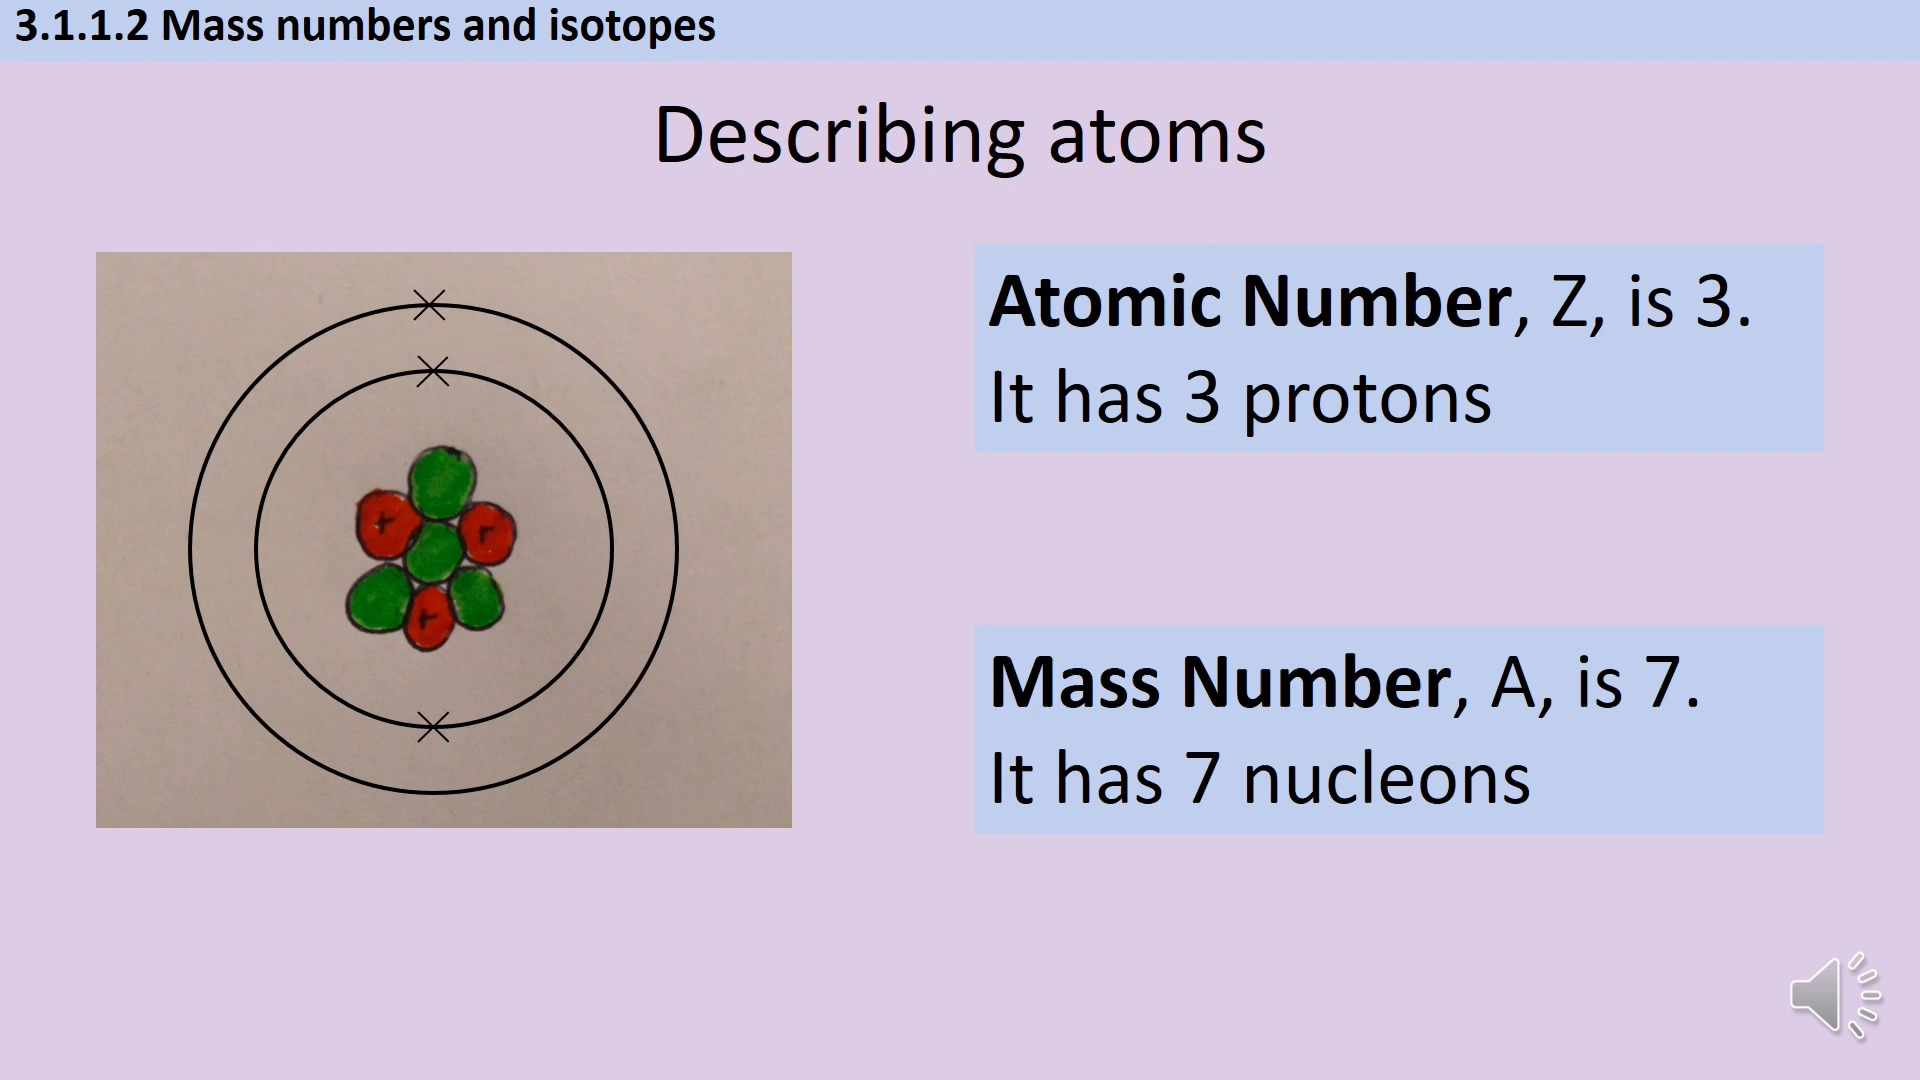 3.1.1.2 Mass numbers and isotopes
Describing atoms
Atomic Number, Z, is 3.
It has 3 protons
Mass Number, A, is 7.
It has 7 nucleons